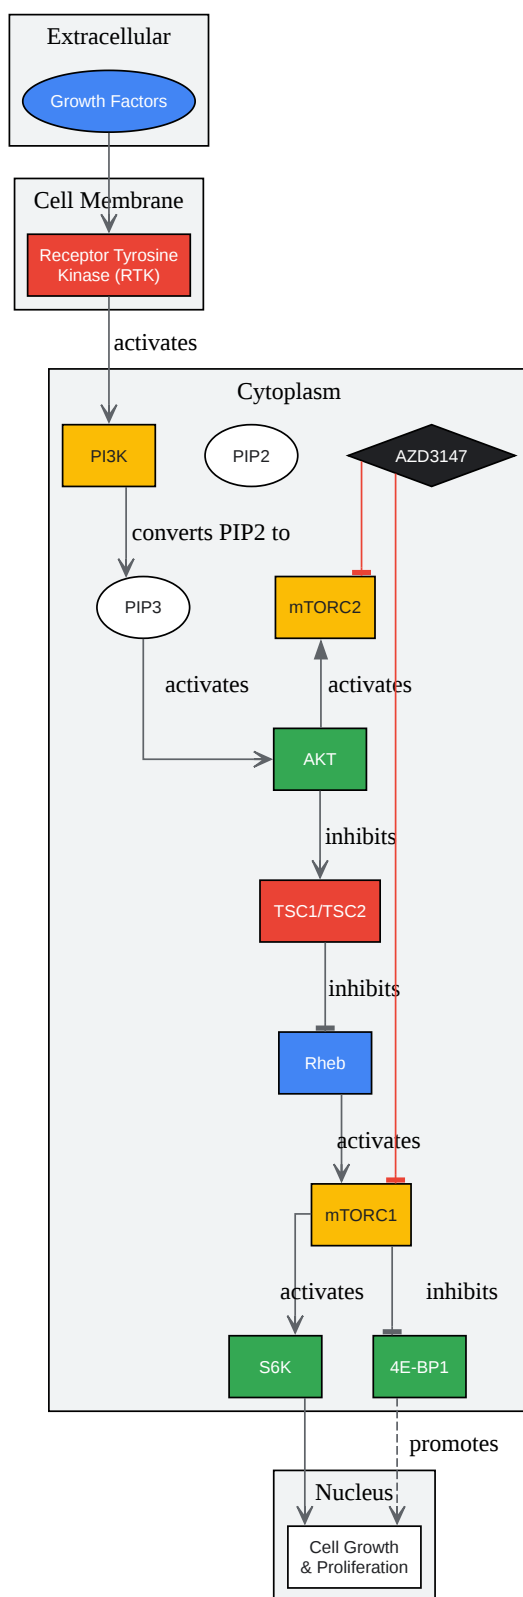 Extracellular
Growth Factors
Cell Membrane
Receptor Tyrosine
Kinase (RTK)
activates
Cytoplasm
PI3K
PIP2
AZD3147
converts PIP2 to
PIP3
mTORC2
activates
activates
AKT
inhibits
TSC1/TSC2
inhibits
Rheb
activates
mTORC1
activates
inhibits
S6K
4E-BP1
promotes
Nucleus
Cell Growth
& Proliferation